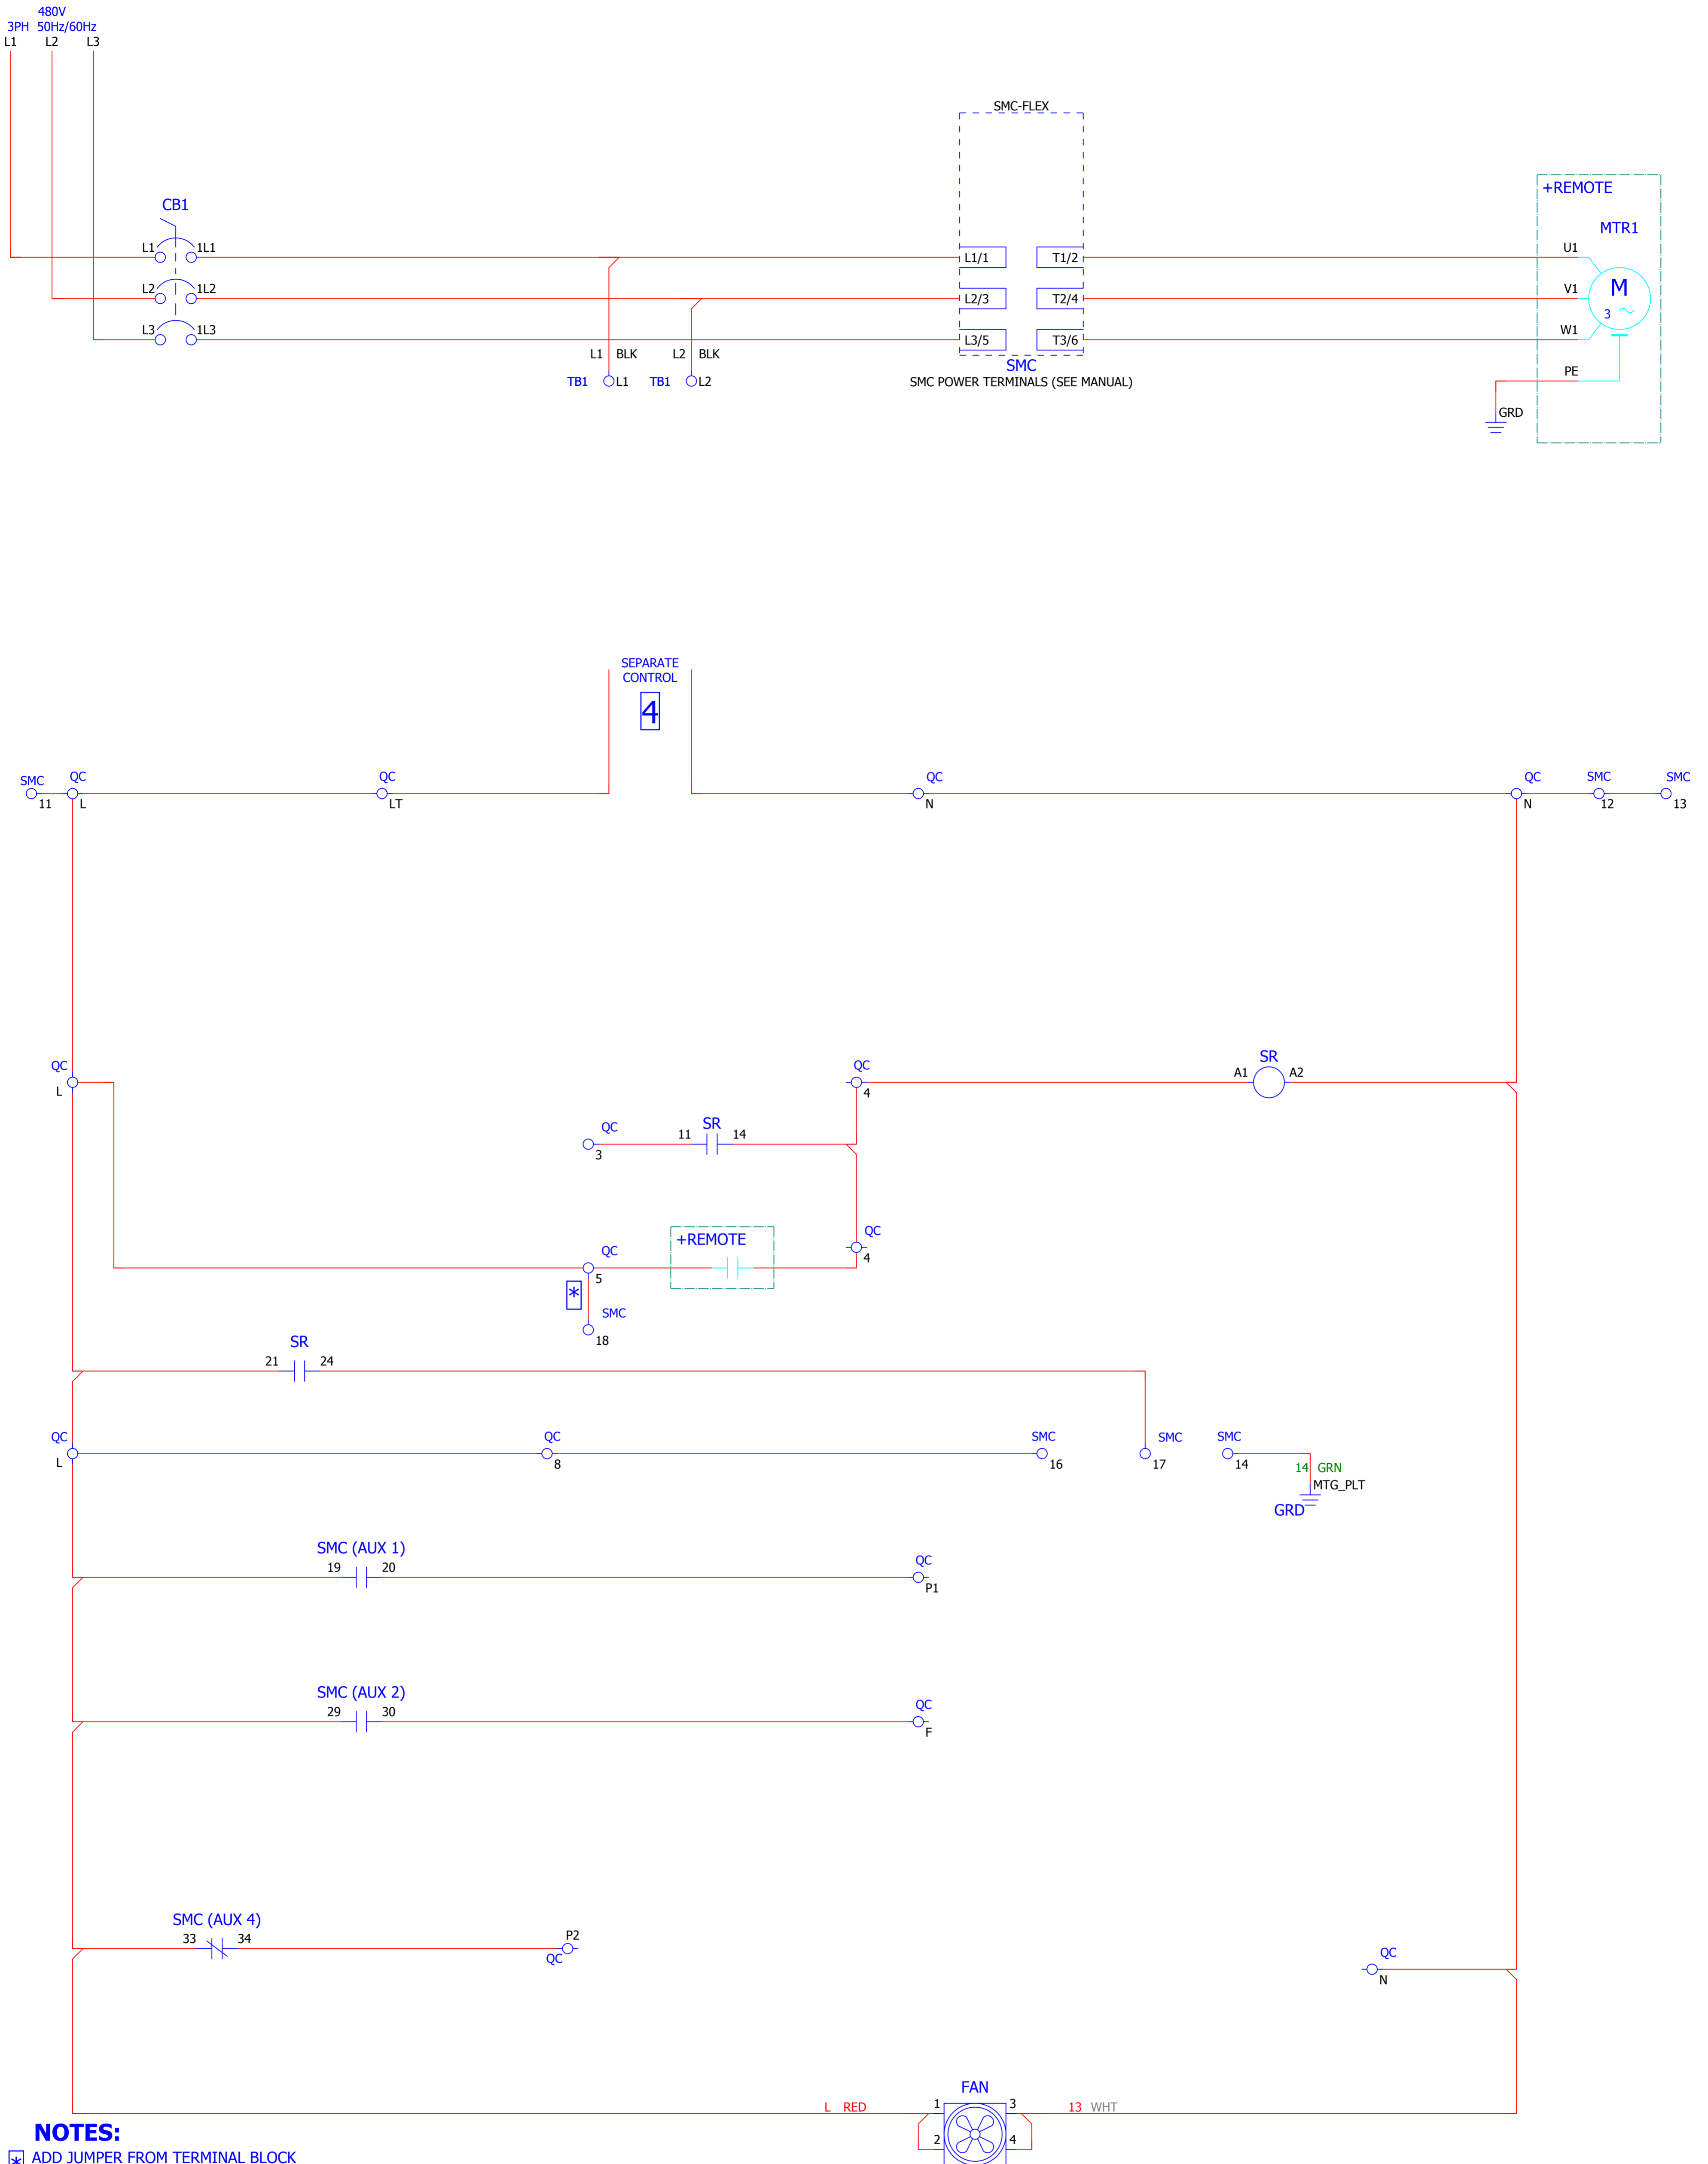 480V
3PH 50Hz/60Hz
L1 L2 L3
SMC-FLEX
+REMOTE
CB1
MTR1
L1 1L1 L1/1 T1/2 U1
L2 1L2 L2/3 T2/4 V1 M
3
L3 1L3 L3/5 T3/6 W1
L1 BLK L2 BLK
SMC
TB1 L1 TB1 L2
SMC POWER TERMINALS (SEE MANUAL)
PE
GRD
SEPARATE
CONTROL
4
SMC QC QC QC QC SMC SMC
11 L LT N N 12 13
QC QC SR
L 4 A1 A2
QC SR
3 11 14
QC
+REMOTE
4
QC
5
*
SMC
18
SR
21 24
QC QC SMC SMC SMC
L 8 16 17 14
14 GRN
MTG_PLT
GRD
SMC (AUX 1)
19 20
QC
P1
SMC (AUX 2)
29 30
QC
F
SMC (AUX 4)
33 34
P2
QC
QC
N
FAN
L RED 1 3 13 WHT
2 4
NOTES:
* ADD JUMPER FROM TERMINAL BLOCK